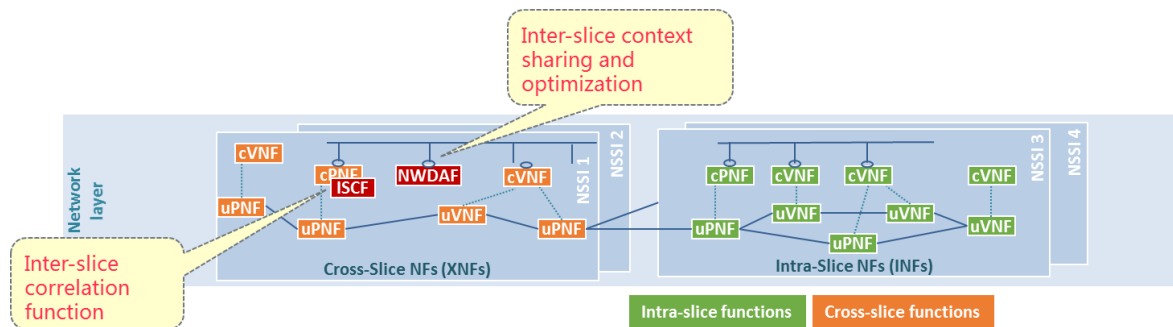 Inter-slice context
sharing and
optimization
Network
layer
cVNF
cPNF
ISCF
NWDAF
cVNF
NSSI 1
NSSI 2
uPNF
uPNF
uVNF
uPNF
Cross-Slice NFs (XNFs)
cPNF
cVNF
cVNF
cVNF
NSSI 3
NSSI 4
uPNF
uVNF
uPNF
uVNF
uVNF
Intra-Slice NFs (INFs)
Inter-slice
correlation
function
Intra-slice functions
Cross-slice functions